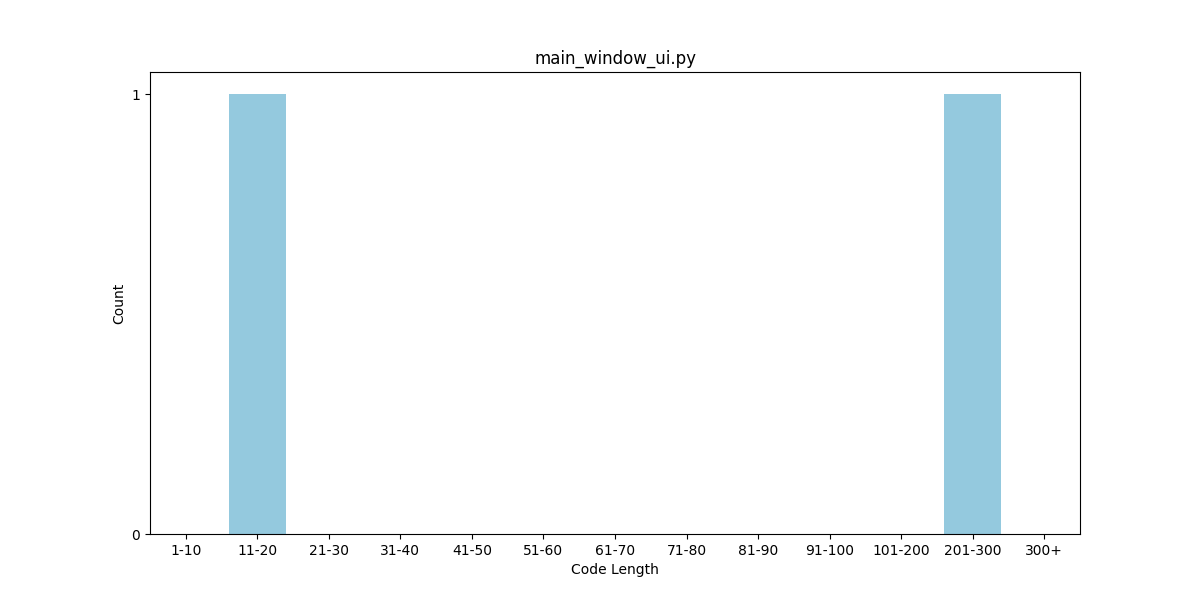 main_window_ui.py
1
Count
0
1-10 11-20 21-30 31-40 41-50 51-60 61-70 71-80 81-90 91-100 101-200 201-300 300+
Code Length